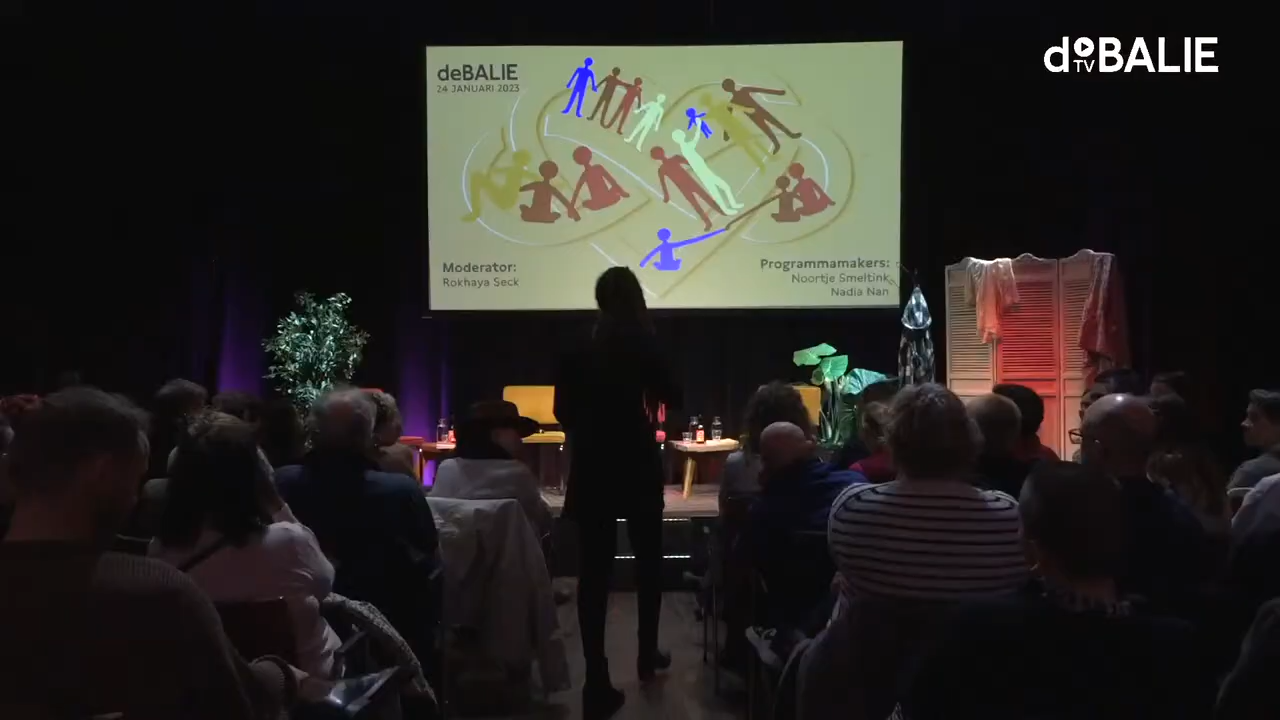 deBALIE
24 JANUARI 2023
Moderator:
Rokhaya Seck
Programmamakers:
Noortje Smeltink
Nadia Nan
deBALIE
TV